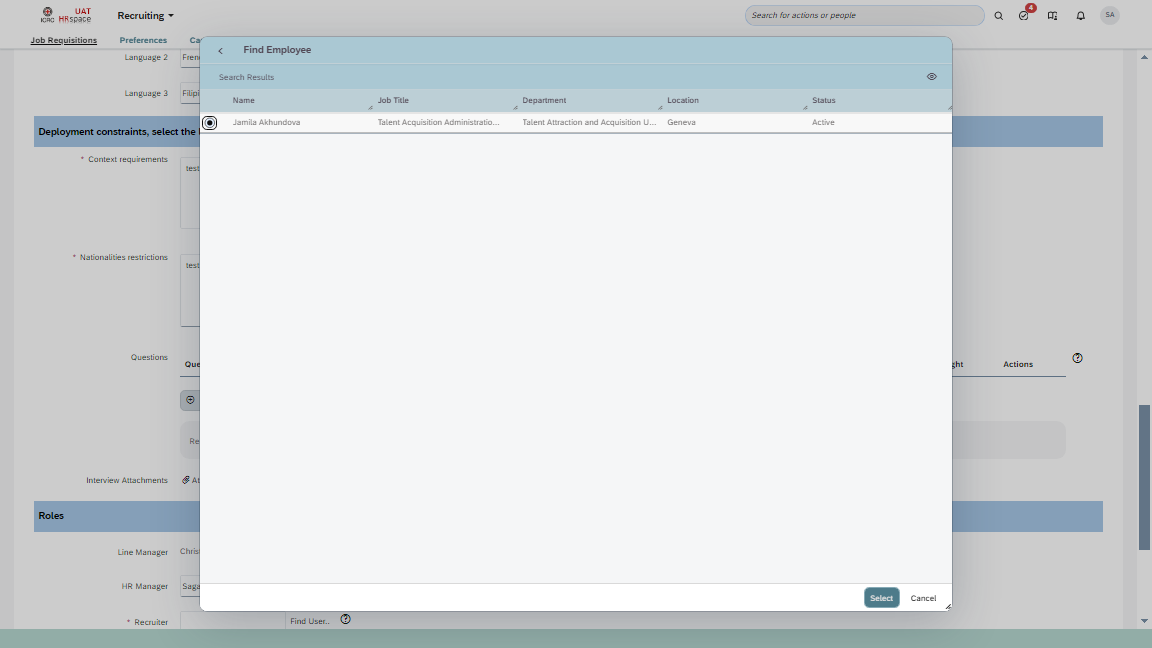 ICRC
UAT
HRspace
Recruiting
Search for actions or people
4
SA
Job Requisitions
Preferences
Ca
Language 2
Fren
Language 3
Filipi
Deployment constraints, select the
* Context requirements
test
* Nationalities restrictions
test
Questions
Que
ght
Actions
Re
Interview Attachments
At
Roles
Line Manager
Chris
HR Manager
Saga
* Recruiter
Find User..
Find Employee
Search Results
Name Job Title Department Location Status
Jamila Akhundova Talent Acquisition Administratio... Talent Attraction and Acquisition U... Geneva Active
Select Cancel